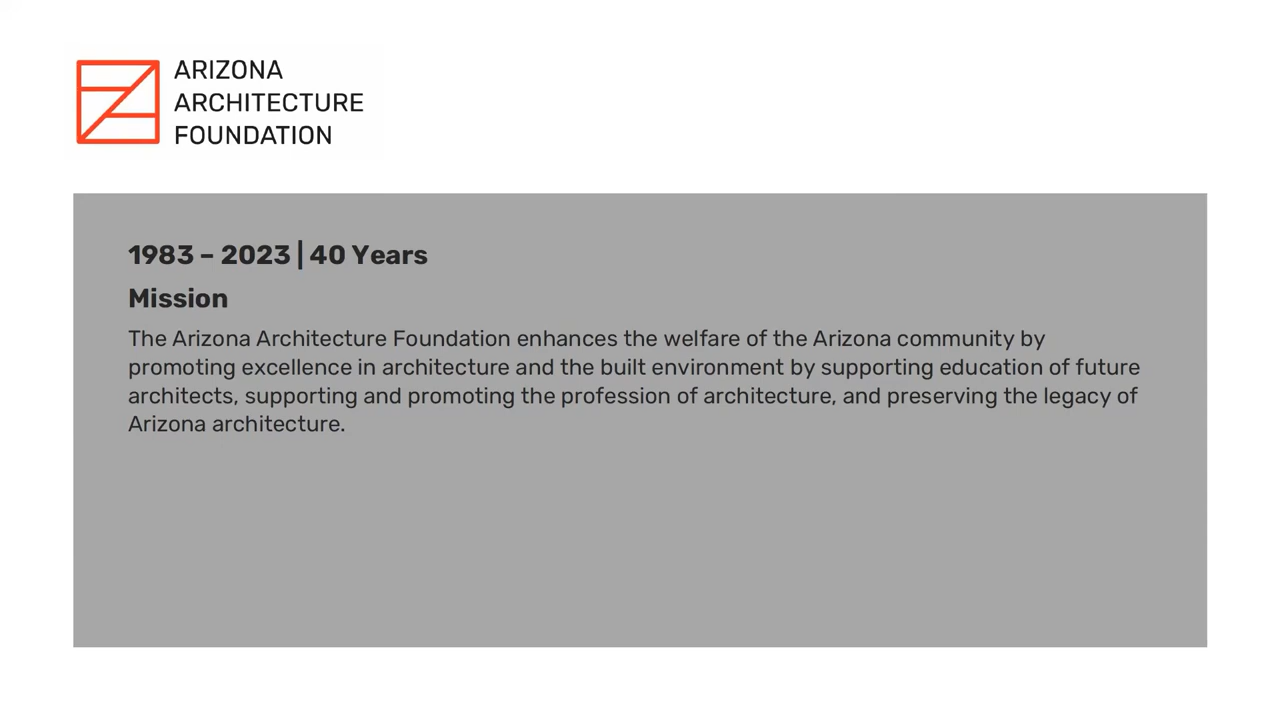 ARIZONA
ARCHITECTURE
FOUNDATION
1983 – 2023 | 40 Years
Mission
The Arizona Architecture Foundation enhances the welfare of the Arizona community by
promoting excellence in architecture and the built environment by supporting education of future
architects, supporting and promoting the profession of architecture, and preserving the legacy of
Arizona architecture.